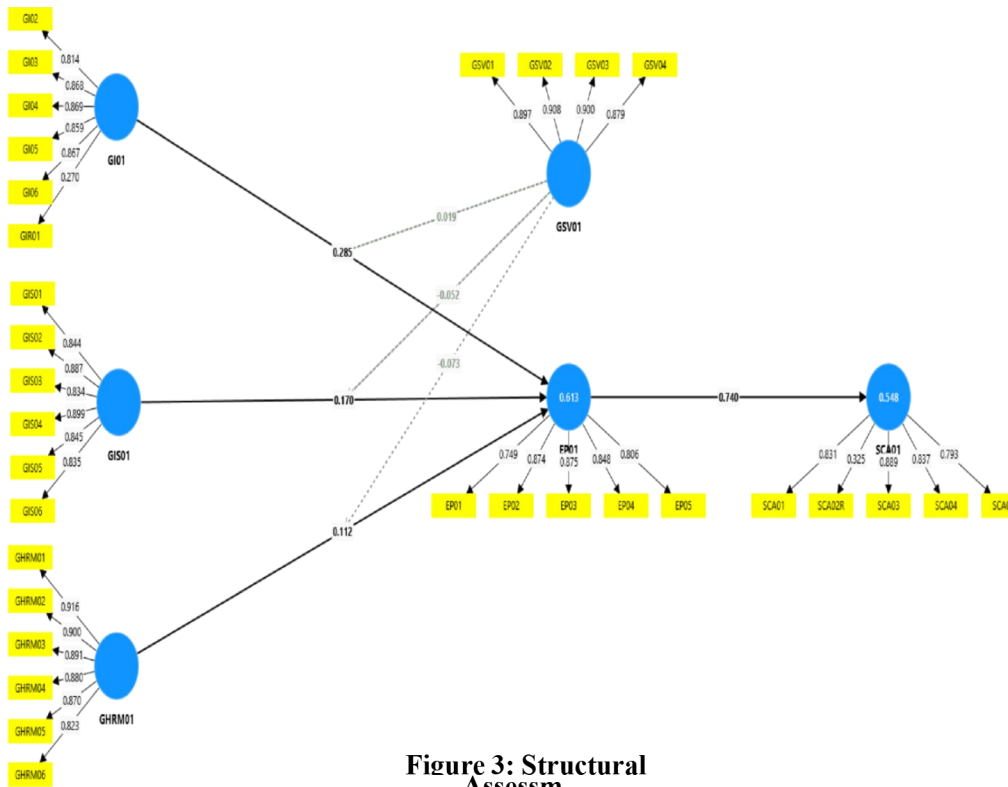 GI02
GI03
GI04
GI05
GI06
GIR01
0.814
0.868
0.869
0.859
0.867
0.270
GI01
GSV01 GSV02 GSV03 GSV04
0.897 0.908 0.900 0.879
GSV01
0.019
0.285
-0.052
-0.073
GIS01
GIS02
GIS03
GIS04
GIS05
GIS06
0.844
0.887
0.834
0.899
0.845
0.835
GIS01
0.170
0.613
EP01
0.740
0.548
SCA01
0.749 0.874 0.875 0.848 0.806
EP01 EP02 EP03 EP04 EP05
0.831 0.325 0.889 0.837 0.793
SCA01 SCA02R SCA03 SCA04
0.112
GHRM01
GHRM02
GHRM03
GHRM04
GHRM05
GHRM06
0.916
0.900
0.891
0.880
0.870
0.823
GHRM01
Figure 3: Structural
Assessm